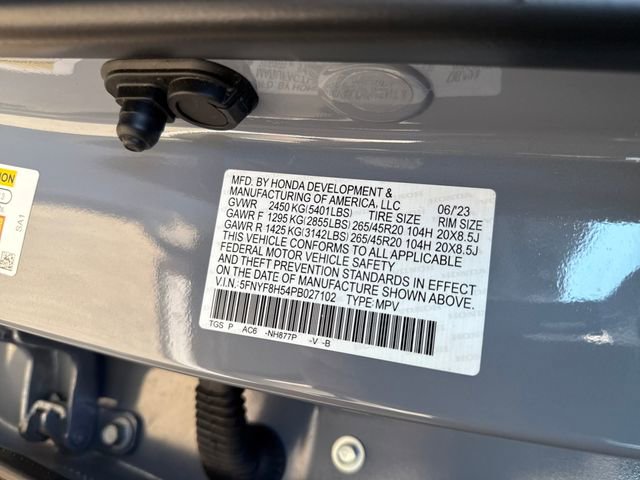 MFD. BY HONDA DEVELOPMENT &
MANUFACTURING OF AMERICA, LLC 06/'23
GVWR 2450 KG(5401LBS) TIRE SIZE RIM SIZE
GAWR F 1295 KG(2855LBS) 265/45R20 104H 20X8.5J
GAWR R 1425 KG(3142LBS) 265/45R20 104H 20X8.5J
THIS VEHICLE CONFORMS TO ALL APPLICABLE
FEDERAL MOTOR VEHICLE SAFETY
AND THEFT PREVENTION STANDARDS IN EFFECT
ON THE DATE OF MANUFACTURE SHOWN ABOVE.
V.I.N.: 5FNYF8H54PB027102 TYPE:MPV
TGS P AC6 -NH877P -V -B
SA1